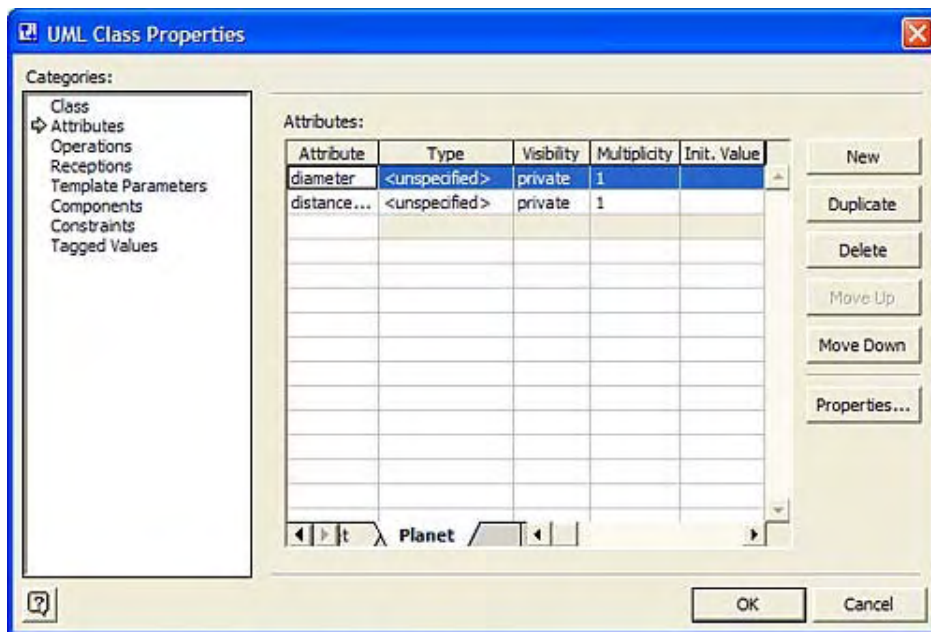 UML Class Properties
Categories:
Class
Attributes
Operations
Receptions
Template Parameters
Components
Constraints
Tagged Values
Attributes:
Attribute Type Visibility Multiplicity Init. Value
diameter <unspecified> private 1
distance... <unspecified> private 1
t Planet
New
Duplicate
Delete
Move Up
Move Down
Properties...
OK Cancel